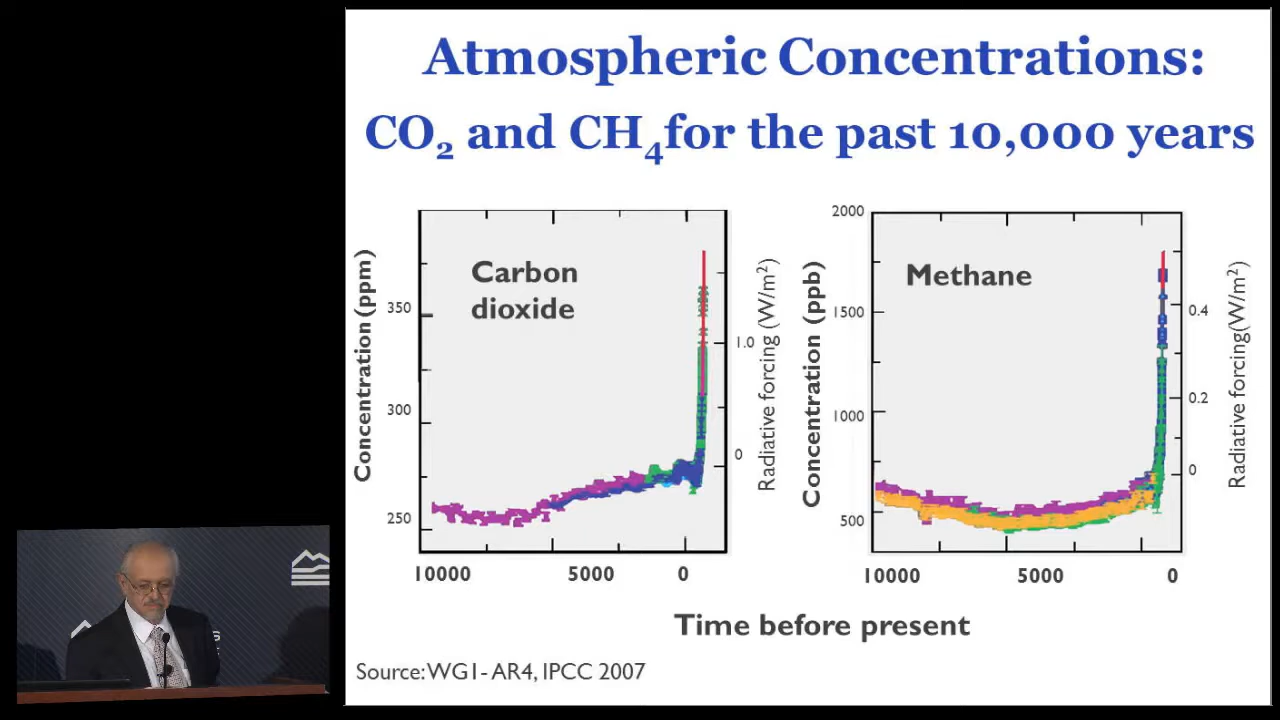 Atmospheric Concentrations:
CO₂ and CH₄for the past 10,000 years
Concentration (ppm)
350
300
250
Carbon
dioxide
1.0
0
Radiative forcing (W/m²)
10000 5000 0
Concentration (ppb)
2000
1500
1000
500
Methane
0.4
0.2
0
Radiative forcing(W/m²)
10000 5000 0
Time before present
Source:WG1- AR4, IPCC 2007